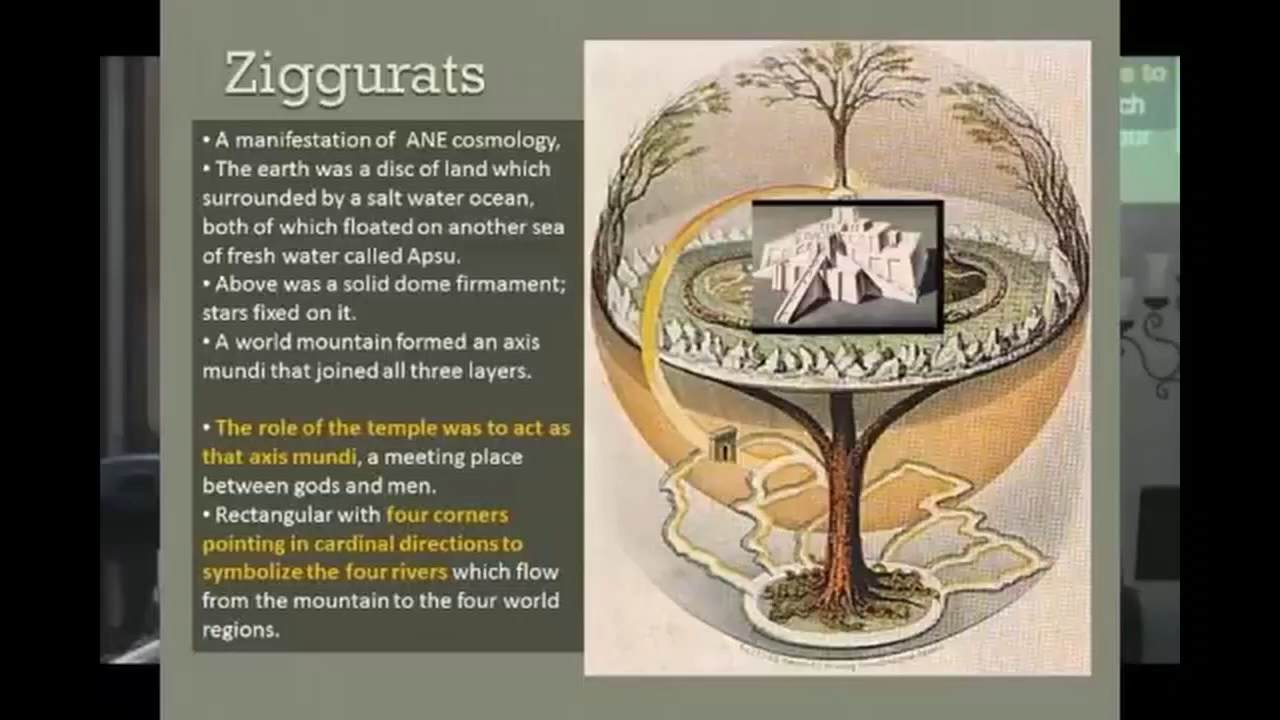 Ziggurats
• A manifestation of ANE cosmology,
• The earth was a disc of land which
surrounded by a salt water ocean,
both of which floated on another sea
of fresh water called Apsu.
• Above was a solid dome firmament;
stars fixed on it.
• A world mountain formed an axis
mundi that joined all three layers.
• The role of the temple was to act as
that axis mundi, a meeting place
between gods and men.
• Rectangular with four corners
pointing in cardinal directions to
symbolize the four rivers which flow
from the mountain to the four world
regions.